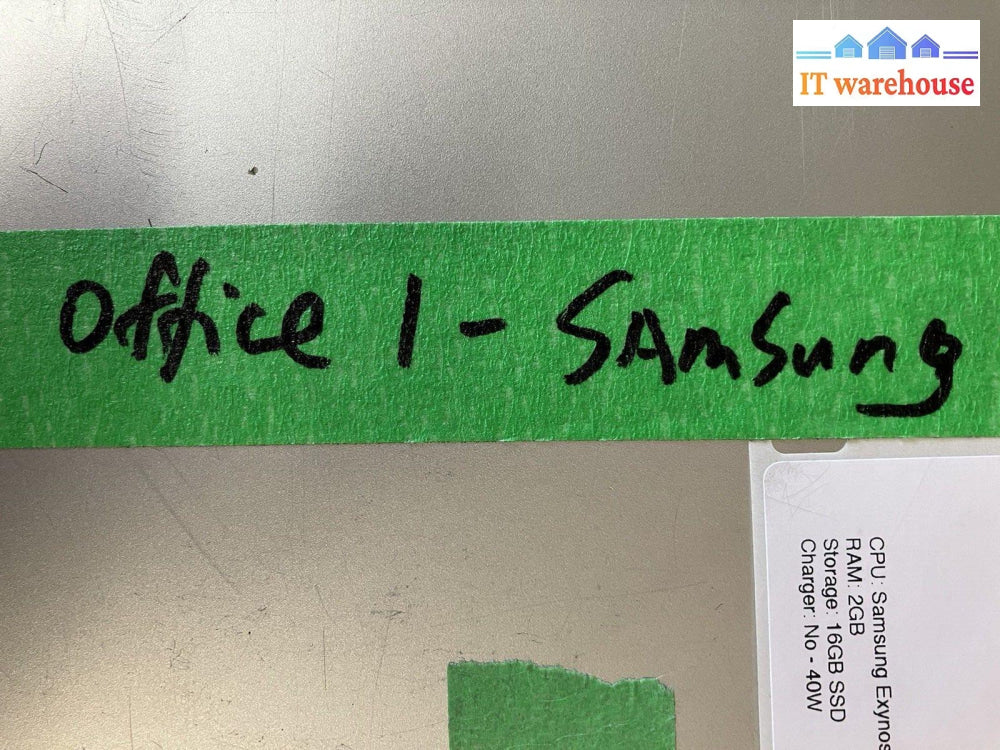 IT warehouse
Office 1 - SAmSung
CPU: Samsung Exynos
RAM: 2GB
Storage: 16GB SSD
Charger: No - 40W